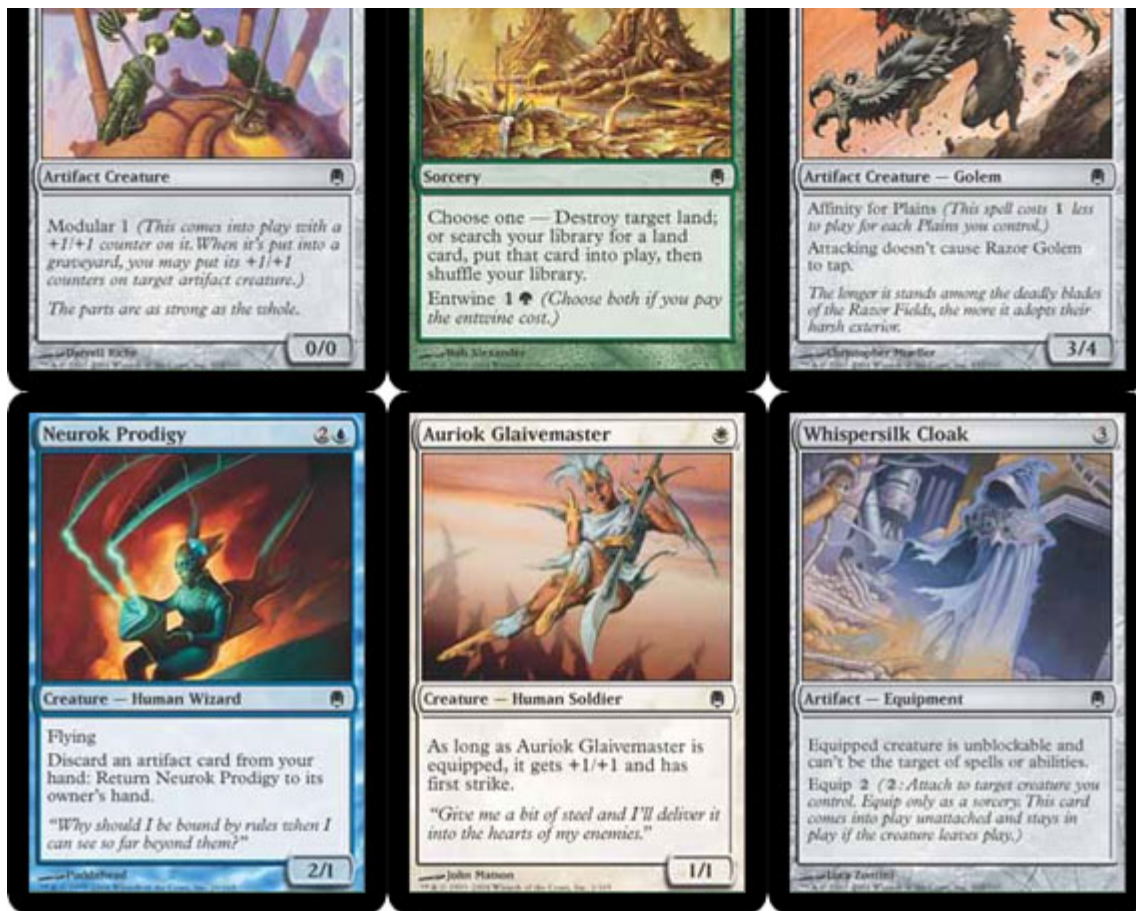 Artifact Creature
Modular 1 (This comes into play with a
+1/+1 counter on it. When it's put into a
graveyard, you may put its +1/+1
counters on target artifact creature.)
The parts are as strong as the whole.
0/0
Sorcery
Choose one — Destroy target land;
or search your library for a land
card, put that card into play, then
shuffle your library.
Entwine 1 (Choose both if you pay
the entwine cost.)
Bob Alexander
Artifact Creature — Golem
Affinity for Plains (This spell costs 1 less
to play for each Plains you control.)
Attacking doesn't cause Razor Golem
to tap.
The longer it stands among the deadly blades
of the Razor Fields, the more it adopts their
harsh exterior.
Christopher Moeller
3/4
Neurok Prodigy 2
Creature — Human Wizard
Flying
Discard an artifact card from your
hand: Return Neurok Prodigy to its
owner's hand.
"Why should I be bound by rules when I
can see so far beyond them?"
Puddnhead
2/1
Auriok Glaivemaster
Creature — Human Soldier
As long as Auriok Glaivemaster is
equipped, it gets +1/+1 and has
first strike.
"Give me a bit of steel and I'll deliver it
into the hearts of my enemies."
John Matson
1/1
Whispersilk Cloak 3
Artifact — Equipment
Equipped creature is unblockable and
can't be the target of spells or abilities.
Equip 2 (2: Attach to target creature you
control. Equip only as a sorcery. This card
comes into play unattached and stays in
play if the creature leaves play.)